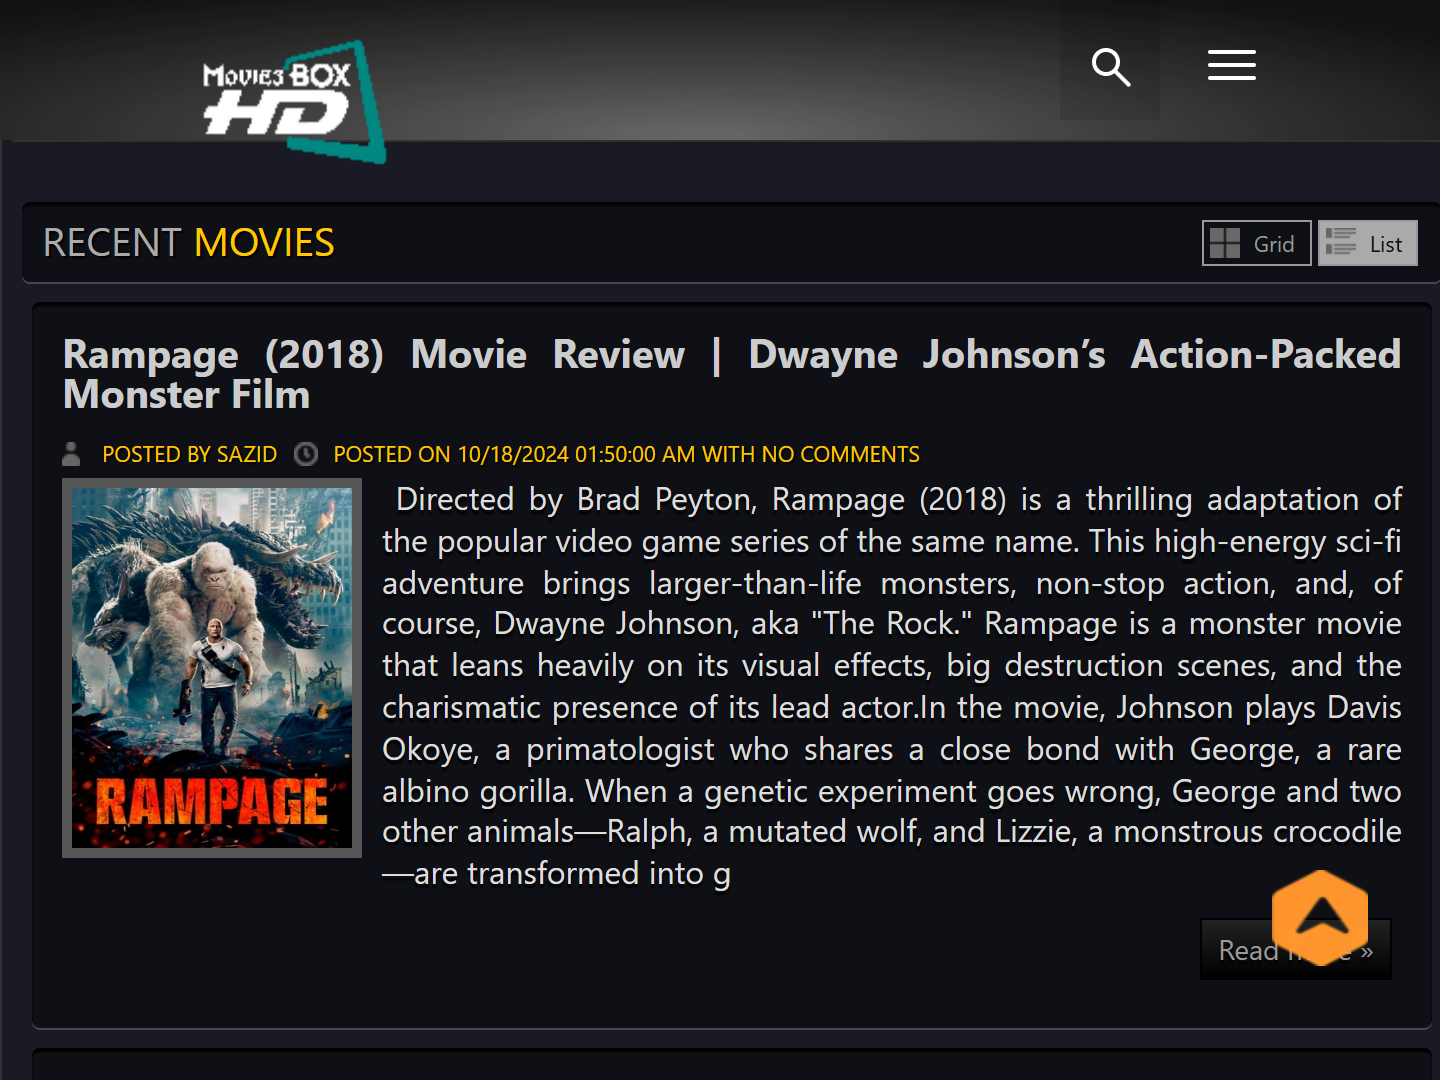 MOVIES BOX
HD
RECENT MOVIES
Grid
List
Rampage (2018) Movie Review | Dwayne Johnson’s Action-Packed
Monster Film
POSTED BY SAZID POSTED ON 10/18/2024 01:50:00 AM WITH NO COMMENTS
Directed by Brad Peyton, Rampage (2018) is a thrilling adaptation of
the popular video game series of the same name. This high-energy sci-fi
adventure brings larger-than-life monsters, non-stop action, and, of
course, Dwayne Johnson, aka "The Rock." Rampage is a monster movie
that leans heavily on its visual effects, big destruction scenes, and the
charismatic presence of its lead actor.In the movie, Johnson plays Davis
Okoye, a primatologist who shares a close bond with George, a rare
albino gorilla. When a genetic experiment goes wrong, George and two
other animals—Ralph, a mutated wolf, and Lizzie, a monstrous crocodile
—are transformed into g
RAMPAGE
Read »